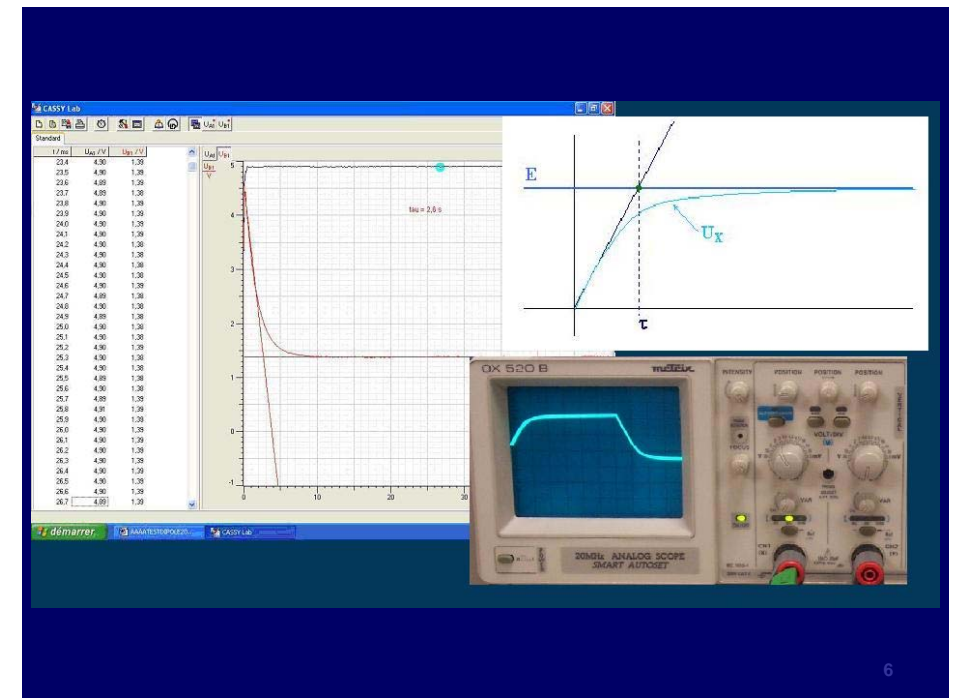 CASSY Lab
Standard
t / ms UA1 / V UB1 / V
23,4 4,90 1,39
23,5 4,90 1,39
23,6 4,89 1,39
23,7 4,89 1,38
23,8 4,90 1,39
23,9 4,90 1,39
24,0 4,90 1,39
24,1 4,90 1,39
24,2 4,90 1,38
24,3 4,90 1,38
24,4 4,90 1,39
24,5 4,90 1,38
24,6 4,90 1,39
24,7 4,89 1,38
24,8 4,90 1,38
24,9 4,89 1,38
25,0 4,90 1,38
25,1 4,90 1,38
25,2 4,90 1,39
25,3 4,90 1,38
25,4 4,90 1,38
25,5 4,89 1,39
25,6 4,90 1,38
25,7 4,89 1,39
25,8 4,91 1,39
25,9 4,90 1,39
26,0 4,90 1,39
26,1 4,90 1,39
26,2 4,90 1,39
26,3 4,90 1,39
26,4 4,90 1,39
26,5 4,90 1,39
26,6 4,90 1,39
26,7 4,89 1,39
UA1 UB1
UB1
V
5
4
3
2
1
0
-1
0 10 20 30
tau = 2,6 s
démarrer
CASSY Lab
E
UX
τ
OX 520 B metrix
INTENSITY POSITION POSITION POSITION
FOCUS
VOLT/DIV
VAR VAR
20MHz ANALOG SCOPE
SMART AUTOSET
6